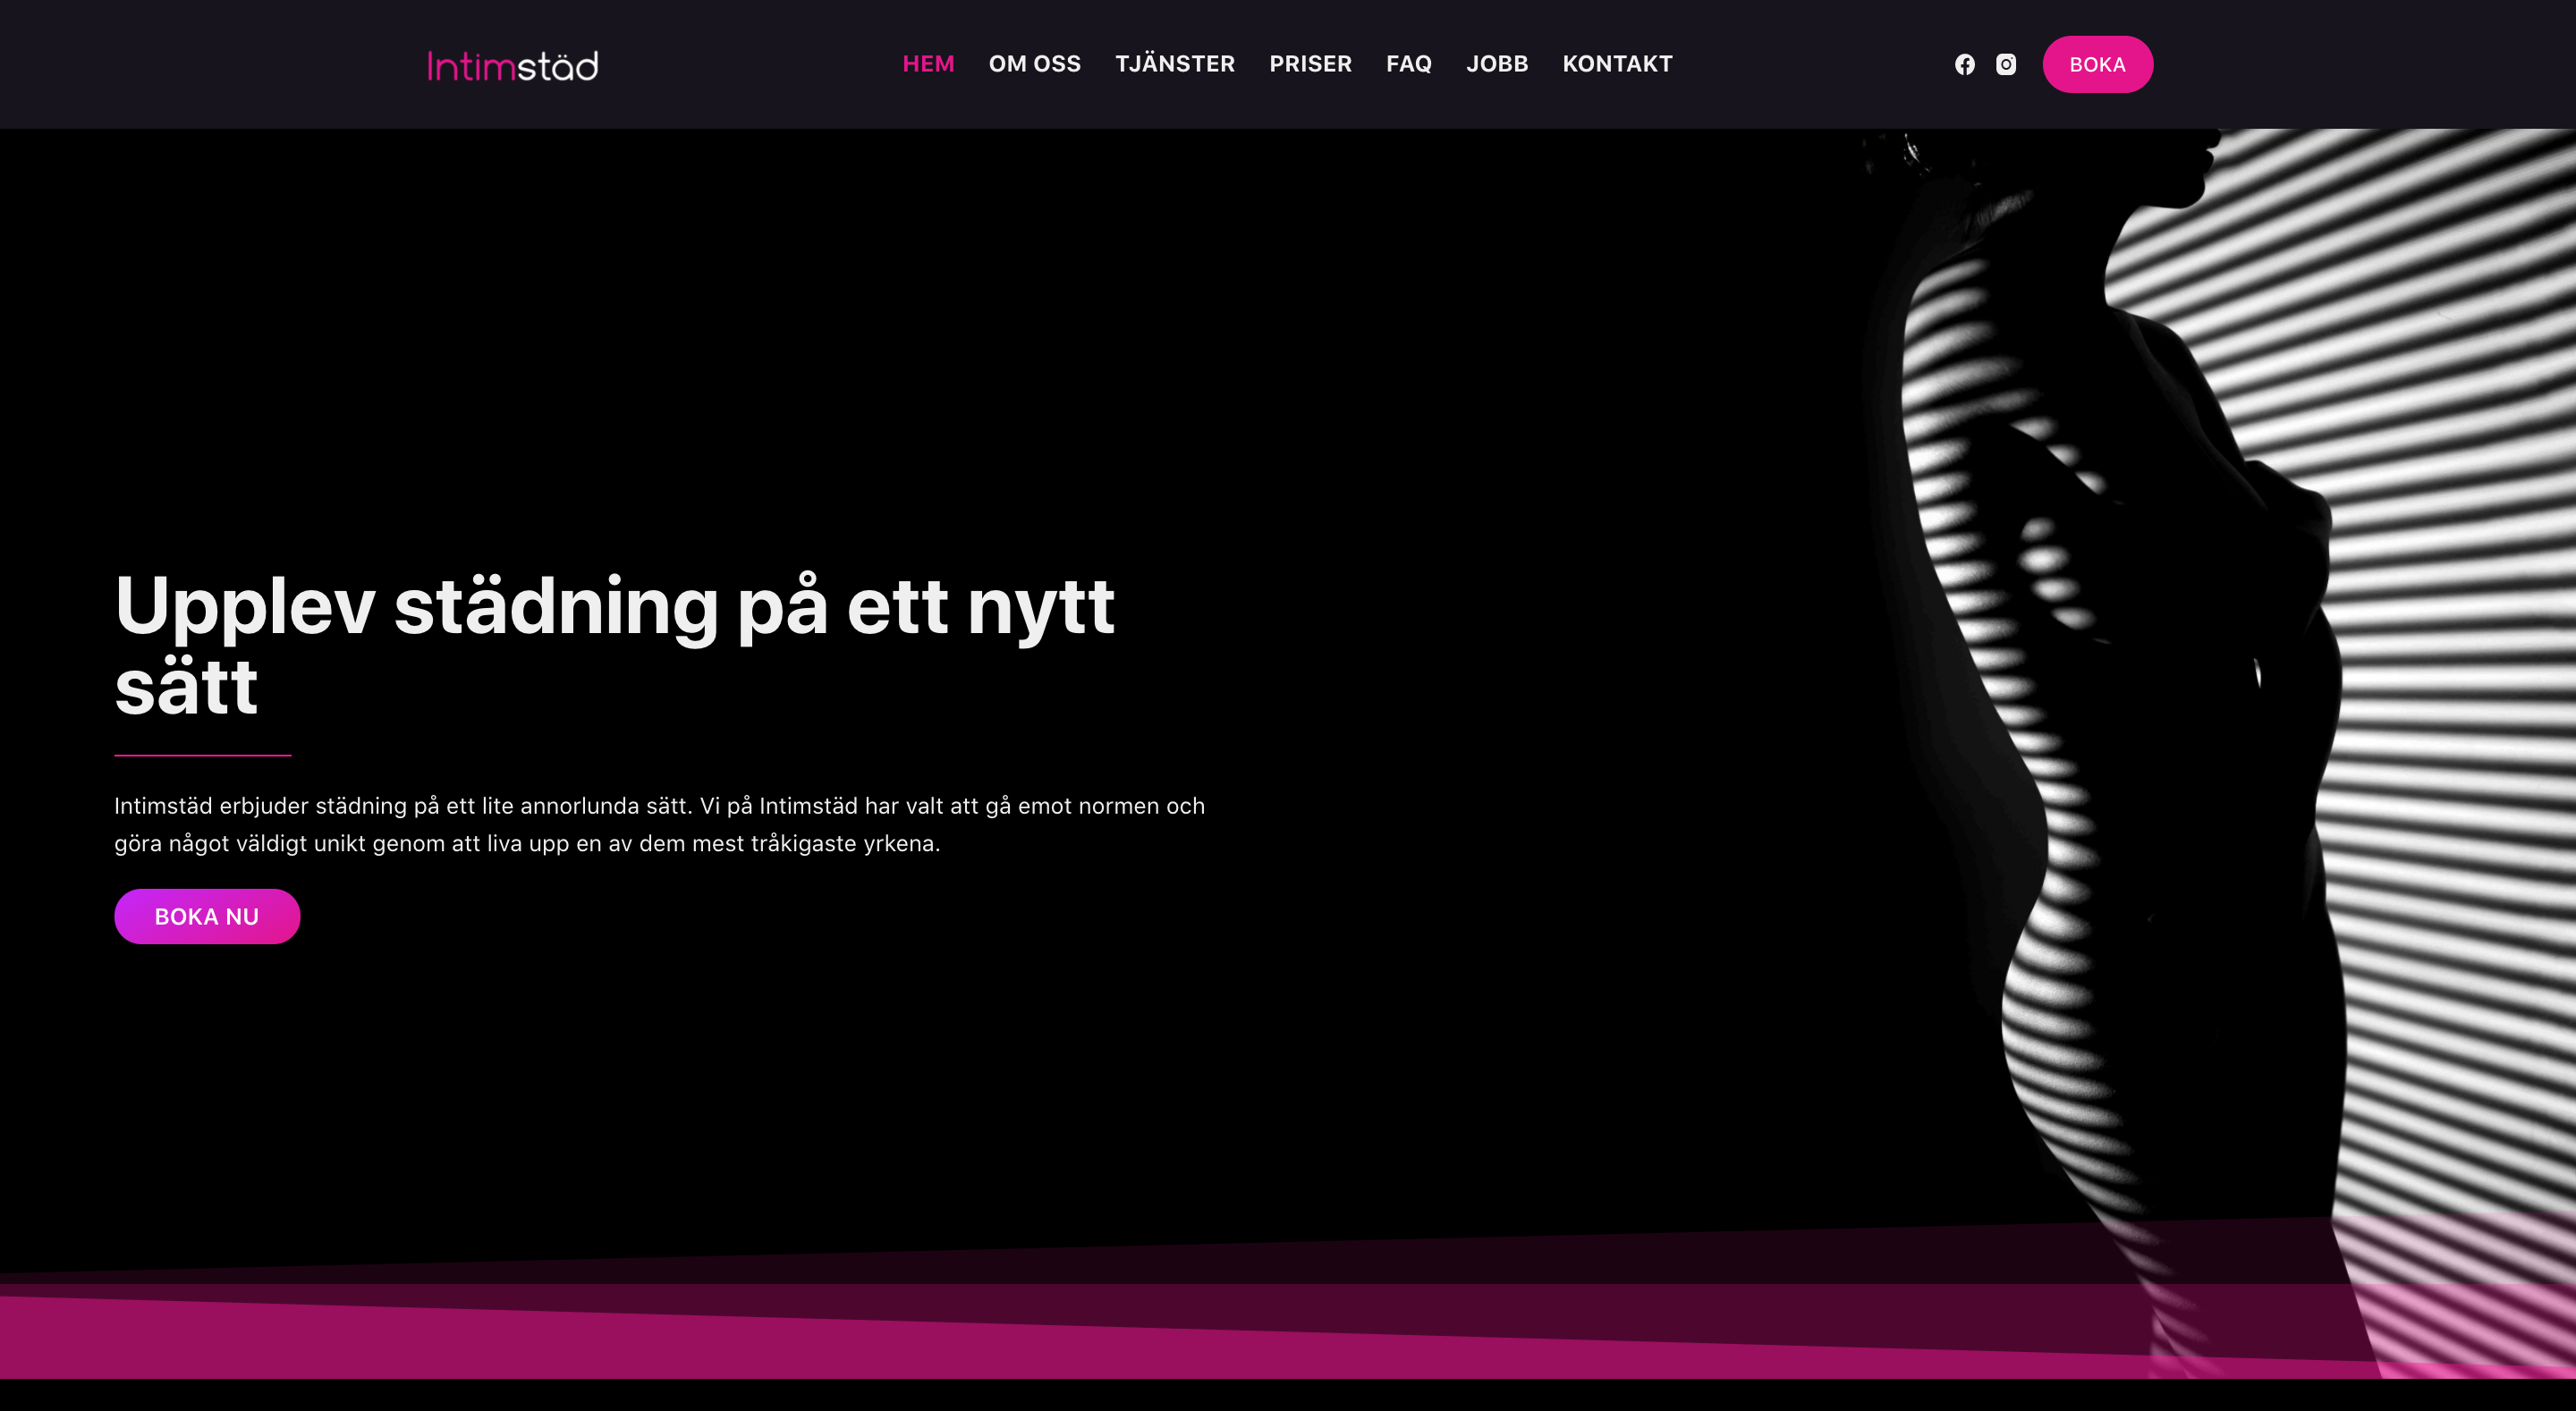 Intimstäd
HEM OM OSS TJÄNSTER PRISER FAQ JOBB KONTAKT
BOKA
Upplev städning på ett nytt
sätt
Intimstäd erbjuder städning på ett lite annorlunda sätt. Vi på Intimstäd har valt att gå emot normen och
göra något väldigt unikt genom att liva upp en av dem mest tråkigaste yrkena.
BOKA NU